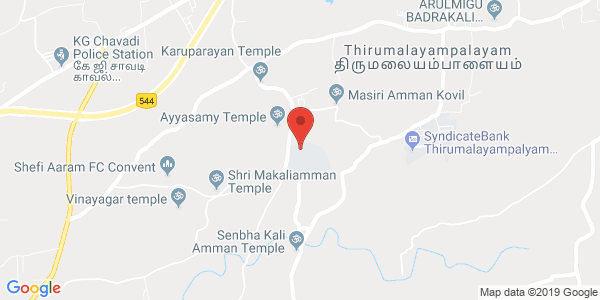 ARULMIGU
BADRAKALI
KG Chavadi
Police Station
கே ஜி சாவடி
காவல்...
Karuparayan Temple
Thirumalayampalayam
திருமலையம்பாளையம்
544
Masiri Amman Kovil
Ayyasamy Temple
SyndicateBank
Thirumalayampalyam...
Shefi Aaram FC Convent
Shri Makaliamman
Temple
Vinayagar temple
Senbha Kali
Amman Temple
Google
Map data ©2019 Google